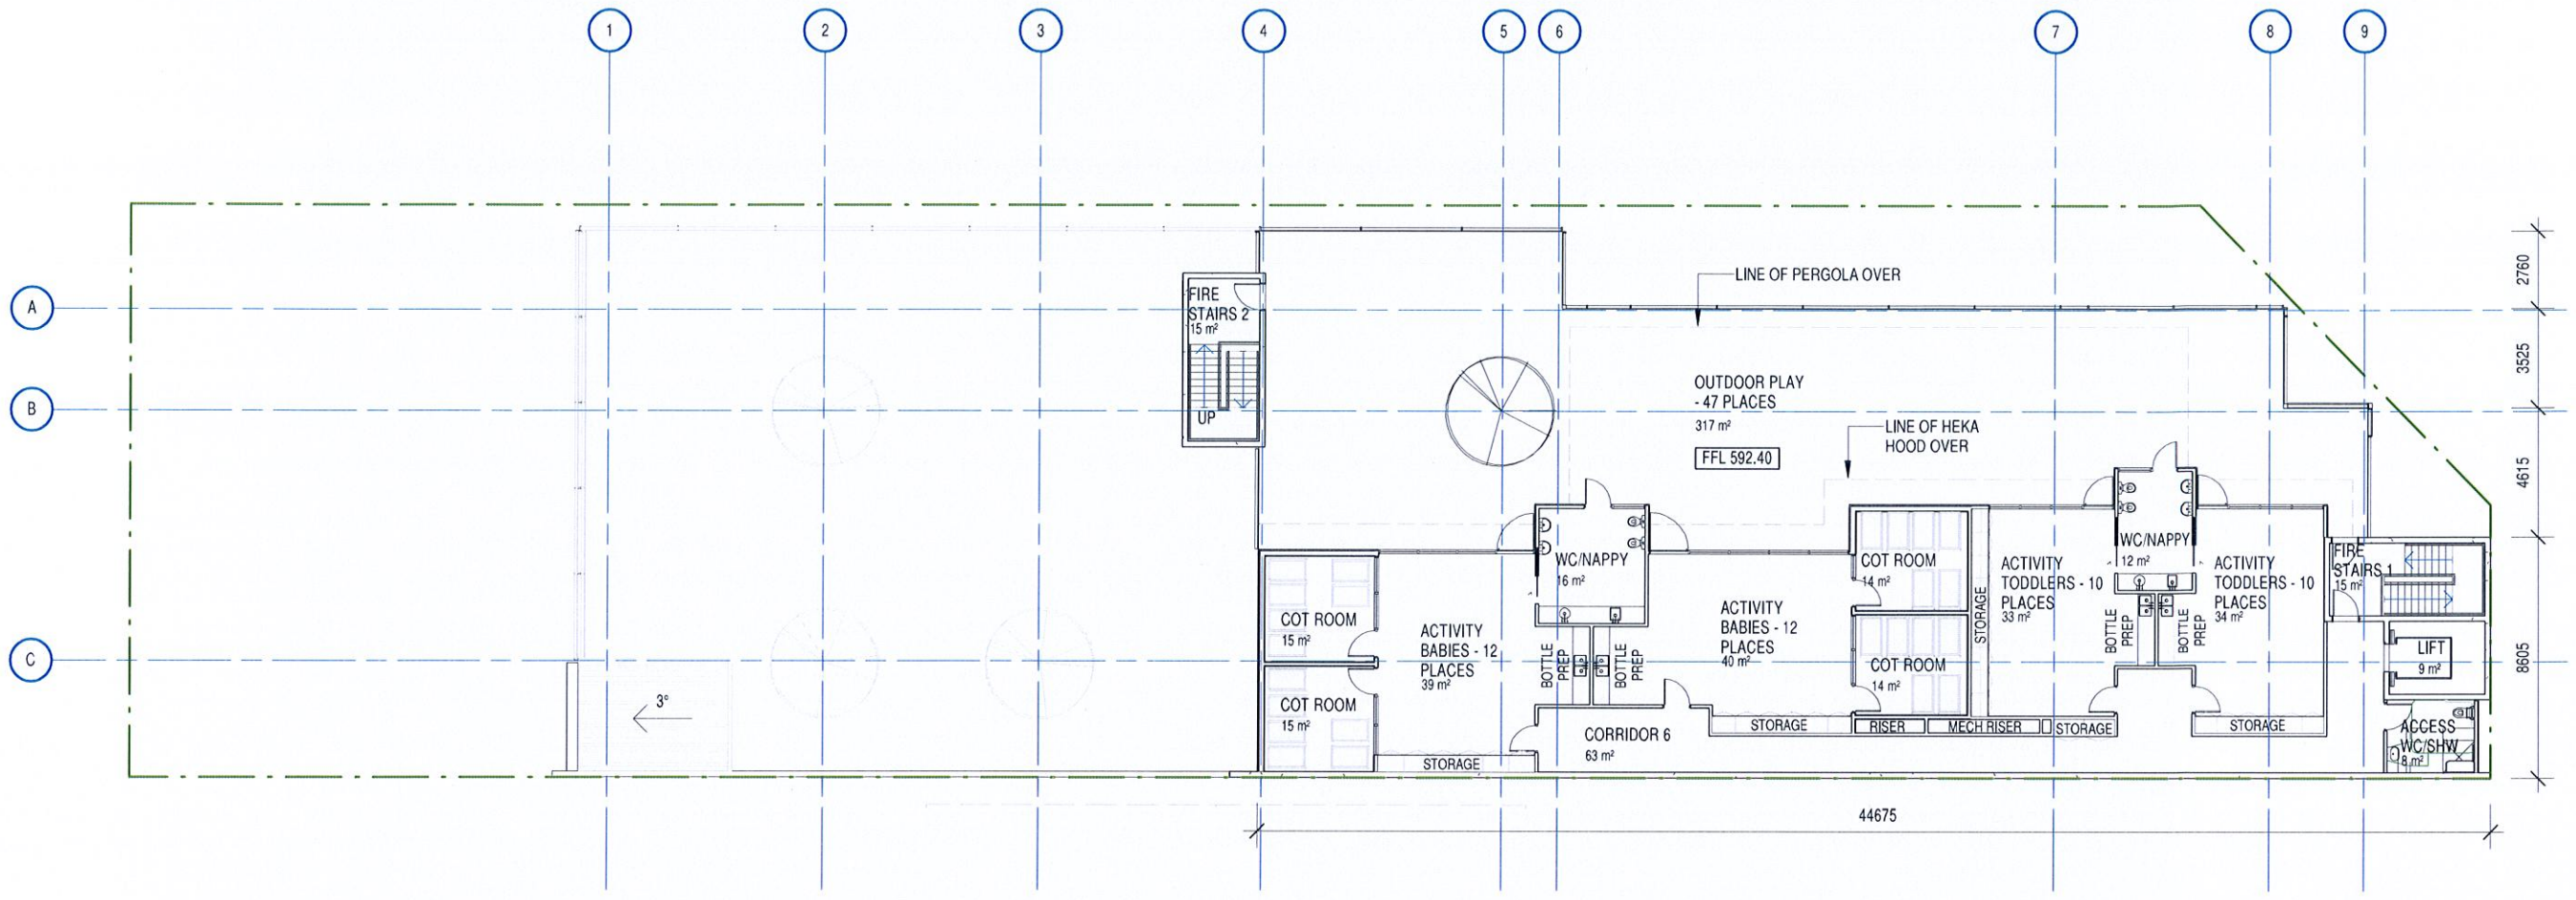 1
2
3
4
5
6
7
8
9
A
B
C
FIRE
STAIRS 2
15 m²
UP
LINE OF PERGOLA OVER
OUTDOOR PLAY
- 47 PLACES
317 m²
FFL 592.40
LINE OF HEKA
HOOD OVER
2760
3525
4615
8605
3°
COT ROOM
15 m²
COT ROOM
15 m²
ACTIVITY
BABIES - 12
PLACES
39 m²
STORAGE
WC/NAPPY
16 m²
BOTTLE
PREP
BOTTLE
PREP
CORRIDOR 6
63 m²
ACTIVITY
BABIES - 12
PLACES
40 m²
STORAGE
COT ROOM
14 m²
COT ROOM
14 m²
RISER
MECH RISER
STORAGE
STORAGE
ACTIVITY
TODDLERS - 10
PLACES
33 m²
WC/NAPPY
12 m²
BOTTLE
PREP
BOTTLE
PREP
ACTIVITY
TODDLERS - 10
PLACES
34 m²
STORAGE
FIRE
STAIRS 1
15 m²
LIFT
9 m²
ACCESS
WC/SHW
8 m²
44675